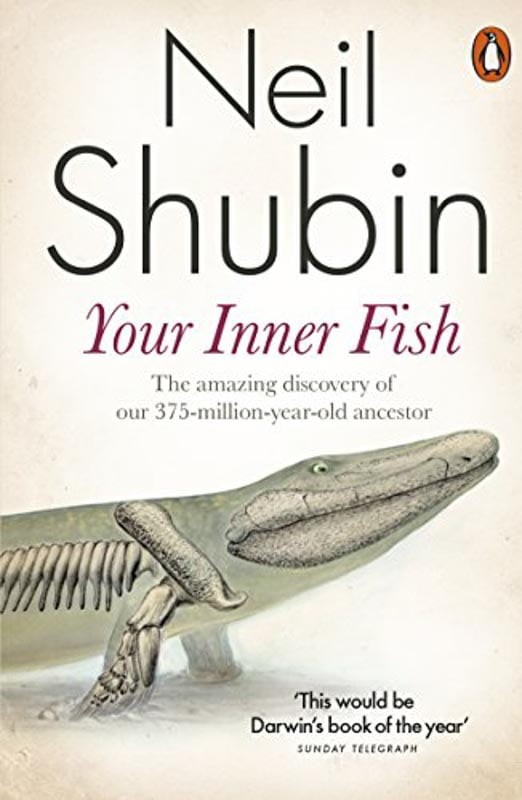 Neil
Shubin
Your Inner Fish
The amazing discovery of
our 375-million-year-old ancestor
'This would be
Darwin's book of the year'
SUNDAY TELEGRAPH